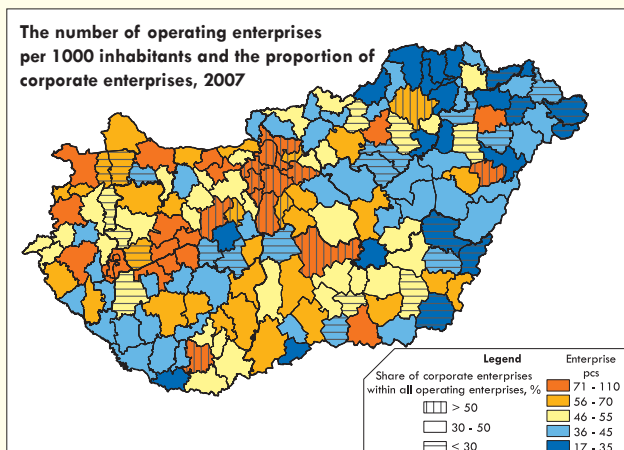 The number of operating enterprises
per 1000 inhabitants and the proportion of
corporate enterprises, 2007
Legend
Share of corporate enterprises
within all operating enterprises, %
> 50
30 - 50
< 30
Enterprise
pcs
71 - 110
56 - 70
46 - 55
36 - 45
17 - 35